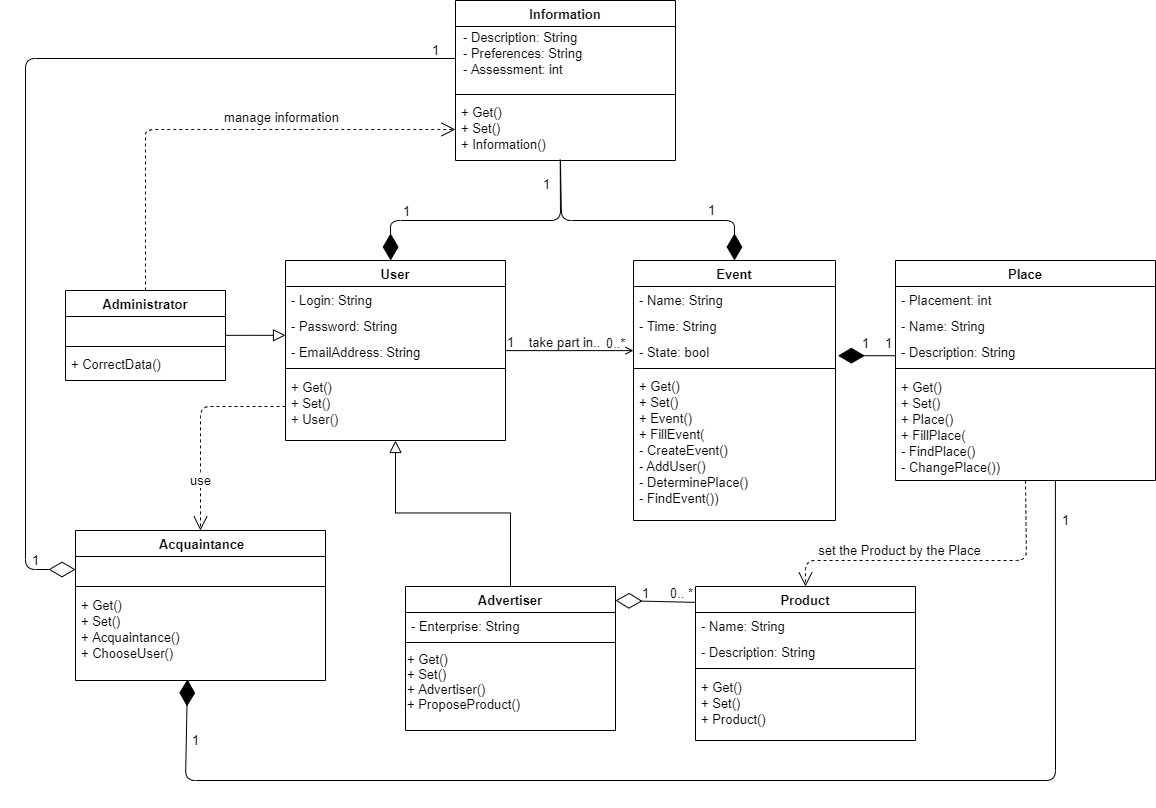 Information
- Description: String
- Preferences: String
- Assessment: int
+ Get()
+ Set()
+ Information()
1
manage information
1
1
1
Administrator
+ CorrectData()
User
- Login: String
- Password: String
- EmailAddress: String
+ Get()
+ Set()
+ User()
1
take part in..
0..*
Event
- Name: String
- Time: String
- State: bool
+ Get()
+ Set()
+ Event()
+ FillEvent(
- CreateEvent()
- AddUser()
- DeterminePlace()
- FindEvent())
1
1
Place
- Placement: int
- Name: String
- Description: String
+ Get()
+ Set()
+ Place()
+ FillPlace(
- FindPlace()
- ChangePlace())
use
1
set the Product by the Place
1
Acquaintance
+ Get()
+ Set()
+ Acquaintance()
+ ChooseUser()
Advertiser
- Enterprise: String
+ Get()
+ Set()
+ Advertiser()
+ ProposeProduct()
1
0.. *
Product
- Name: String
- Description: String
+ Get()
+ Set()
+ Product()
1